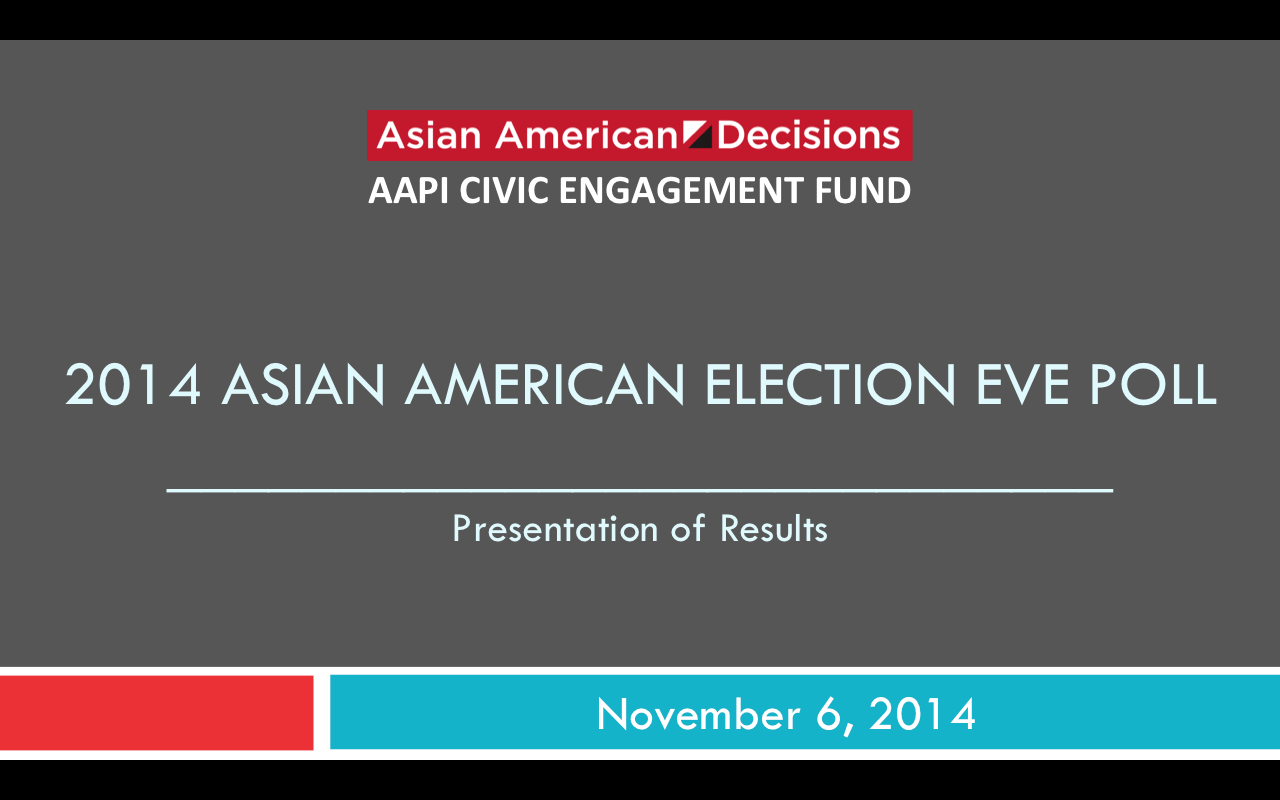 Asian American Decisions
AAPI CIVIC ENGAGEMENT FUND
2014 ASIAN AMERICAN ELECTION EVE POLL
Presentation of Results
November 6, 2014